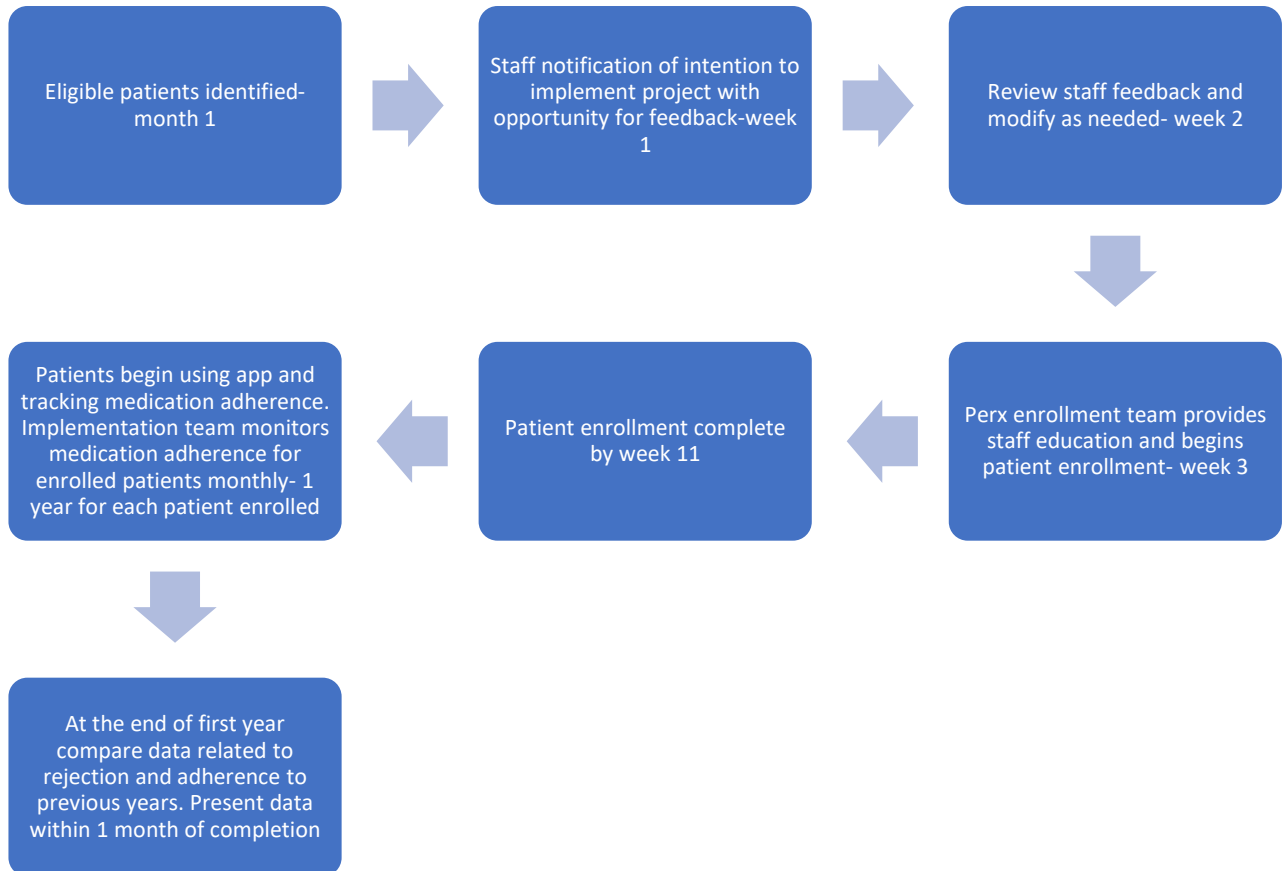 Eligible patients identified-
month 1
Staff notification of intention to
implement project with
opportunity for feedback-week
1
Review staff feedback and
modify as needed- week 2
Perx enrollment team provides
staff education and begins
patient enrollment- week 3
Patient enrollment complete
by week 11
Patients begin using app and
tracking medication adherence.
Implementation team monitors
medication adherence for
enrolled patients monthly- 1
year for each patient enrolled
At the end of first year
compare data related to
rejection and adherence to
previous years. Present data
within 1 month of completion